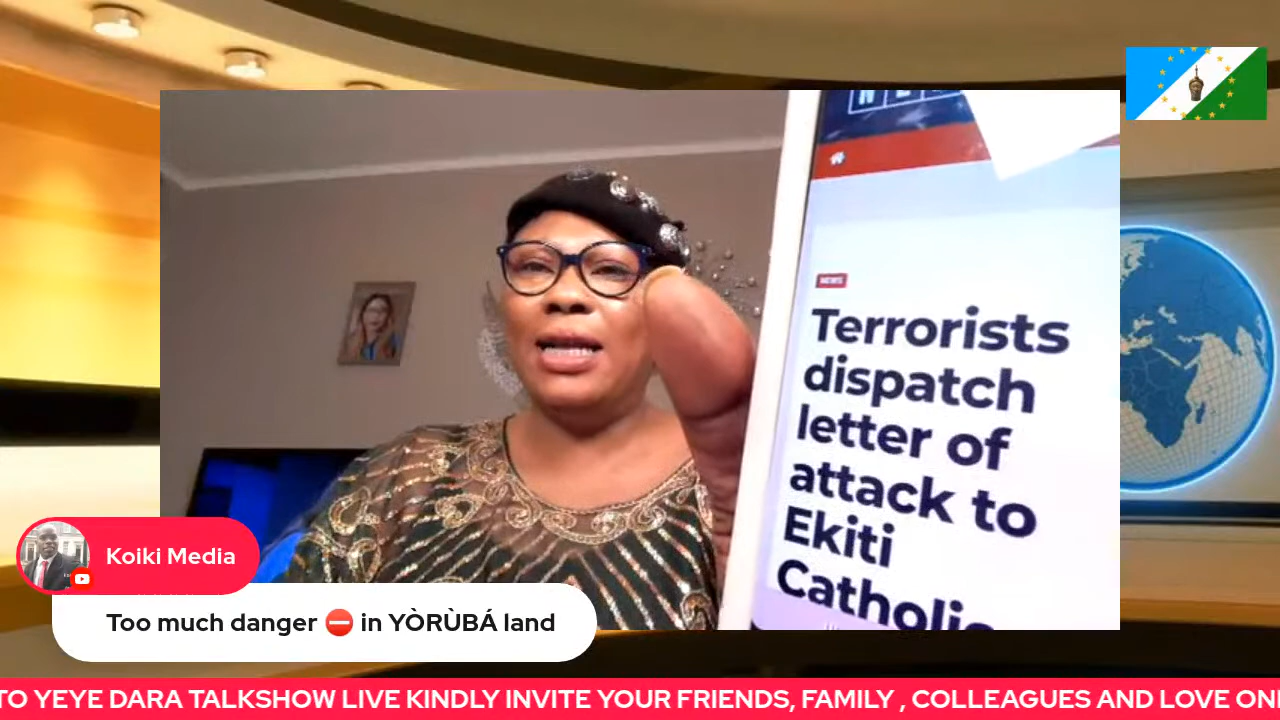 NEWS
Terrorists
dispatch
letter of
attack to
Ekiti
Catholic
Koiki Media
Too much danger ⛔ in YÒRÙBÁ land
TO YEYE DARA TALKSHOW LIVE KINDLY INVITE YOUR FRIENDS, FAMILY , COLLEAGUES AND LOVE